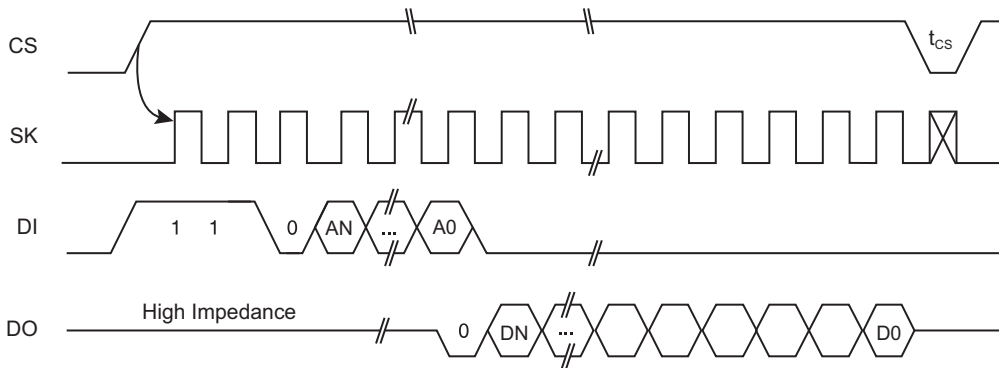 CS
tCS
SK
DI 1 1 0 AN ... A0
High Impedance
DO 0 DN ... D0